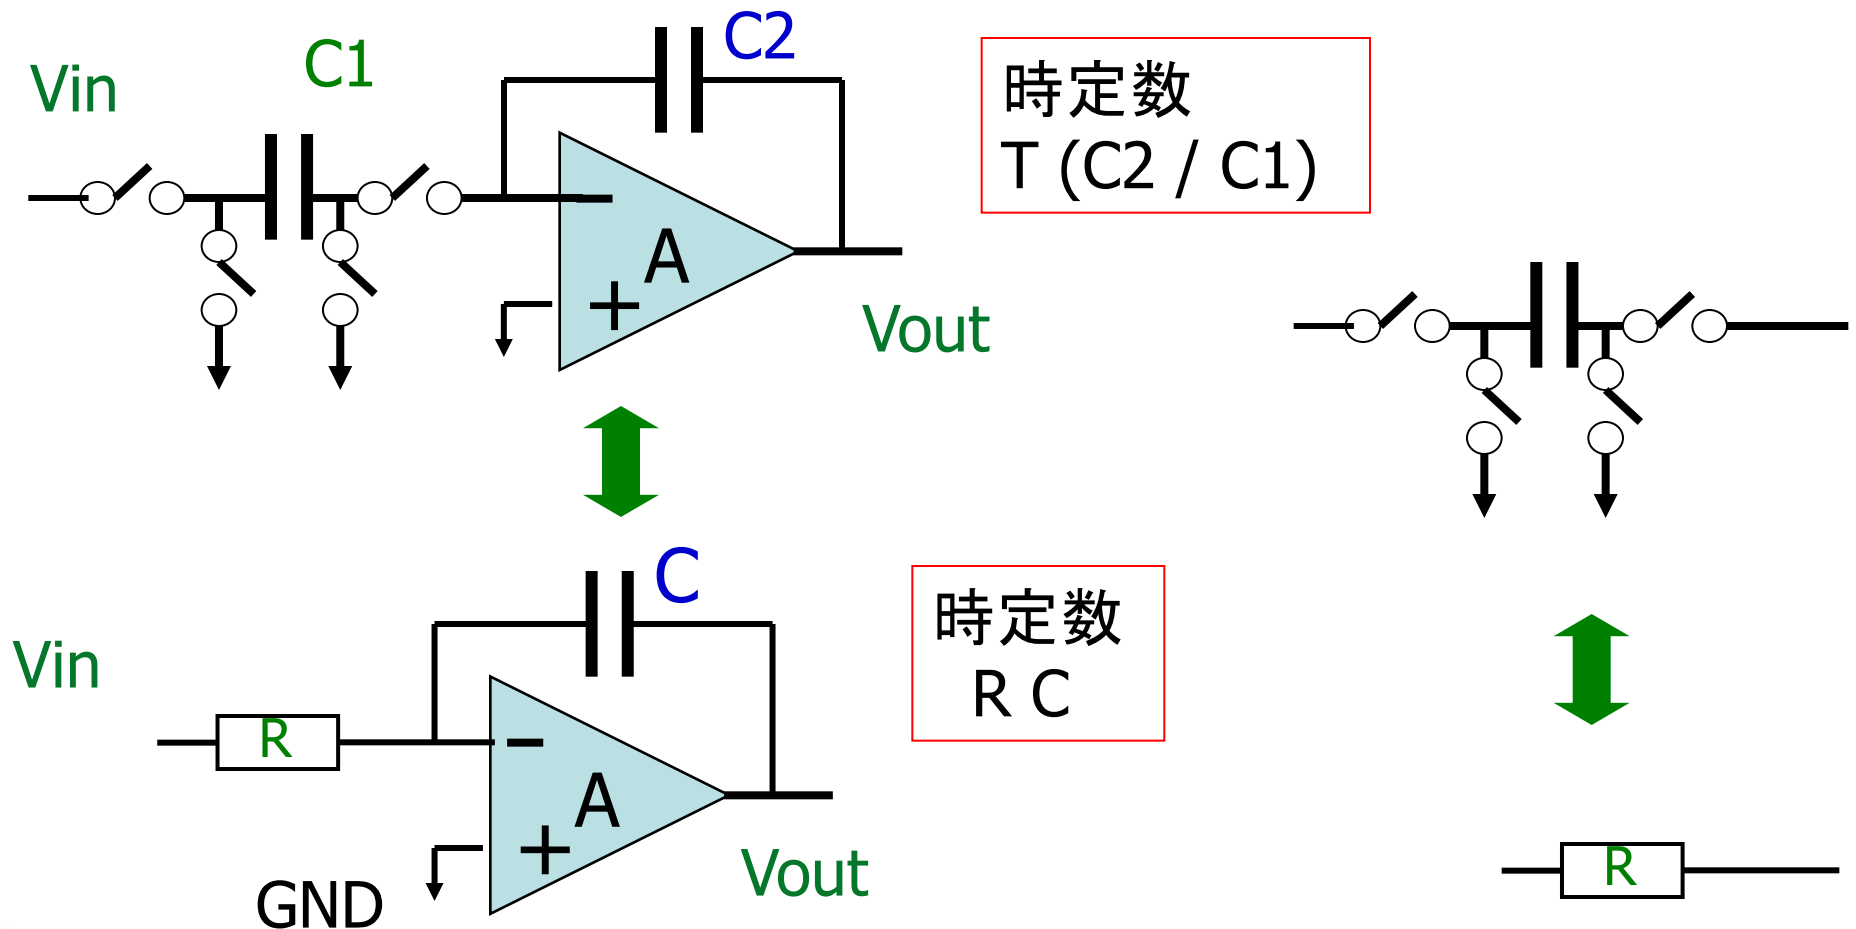 Vin
C1
C2
−
A
+
Vout
時定数
T (C2 / C1)
Vin
R
C
−
A
+
GND
Vout
時定数
R C
R